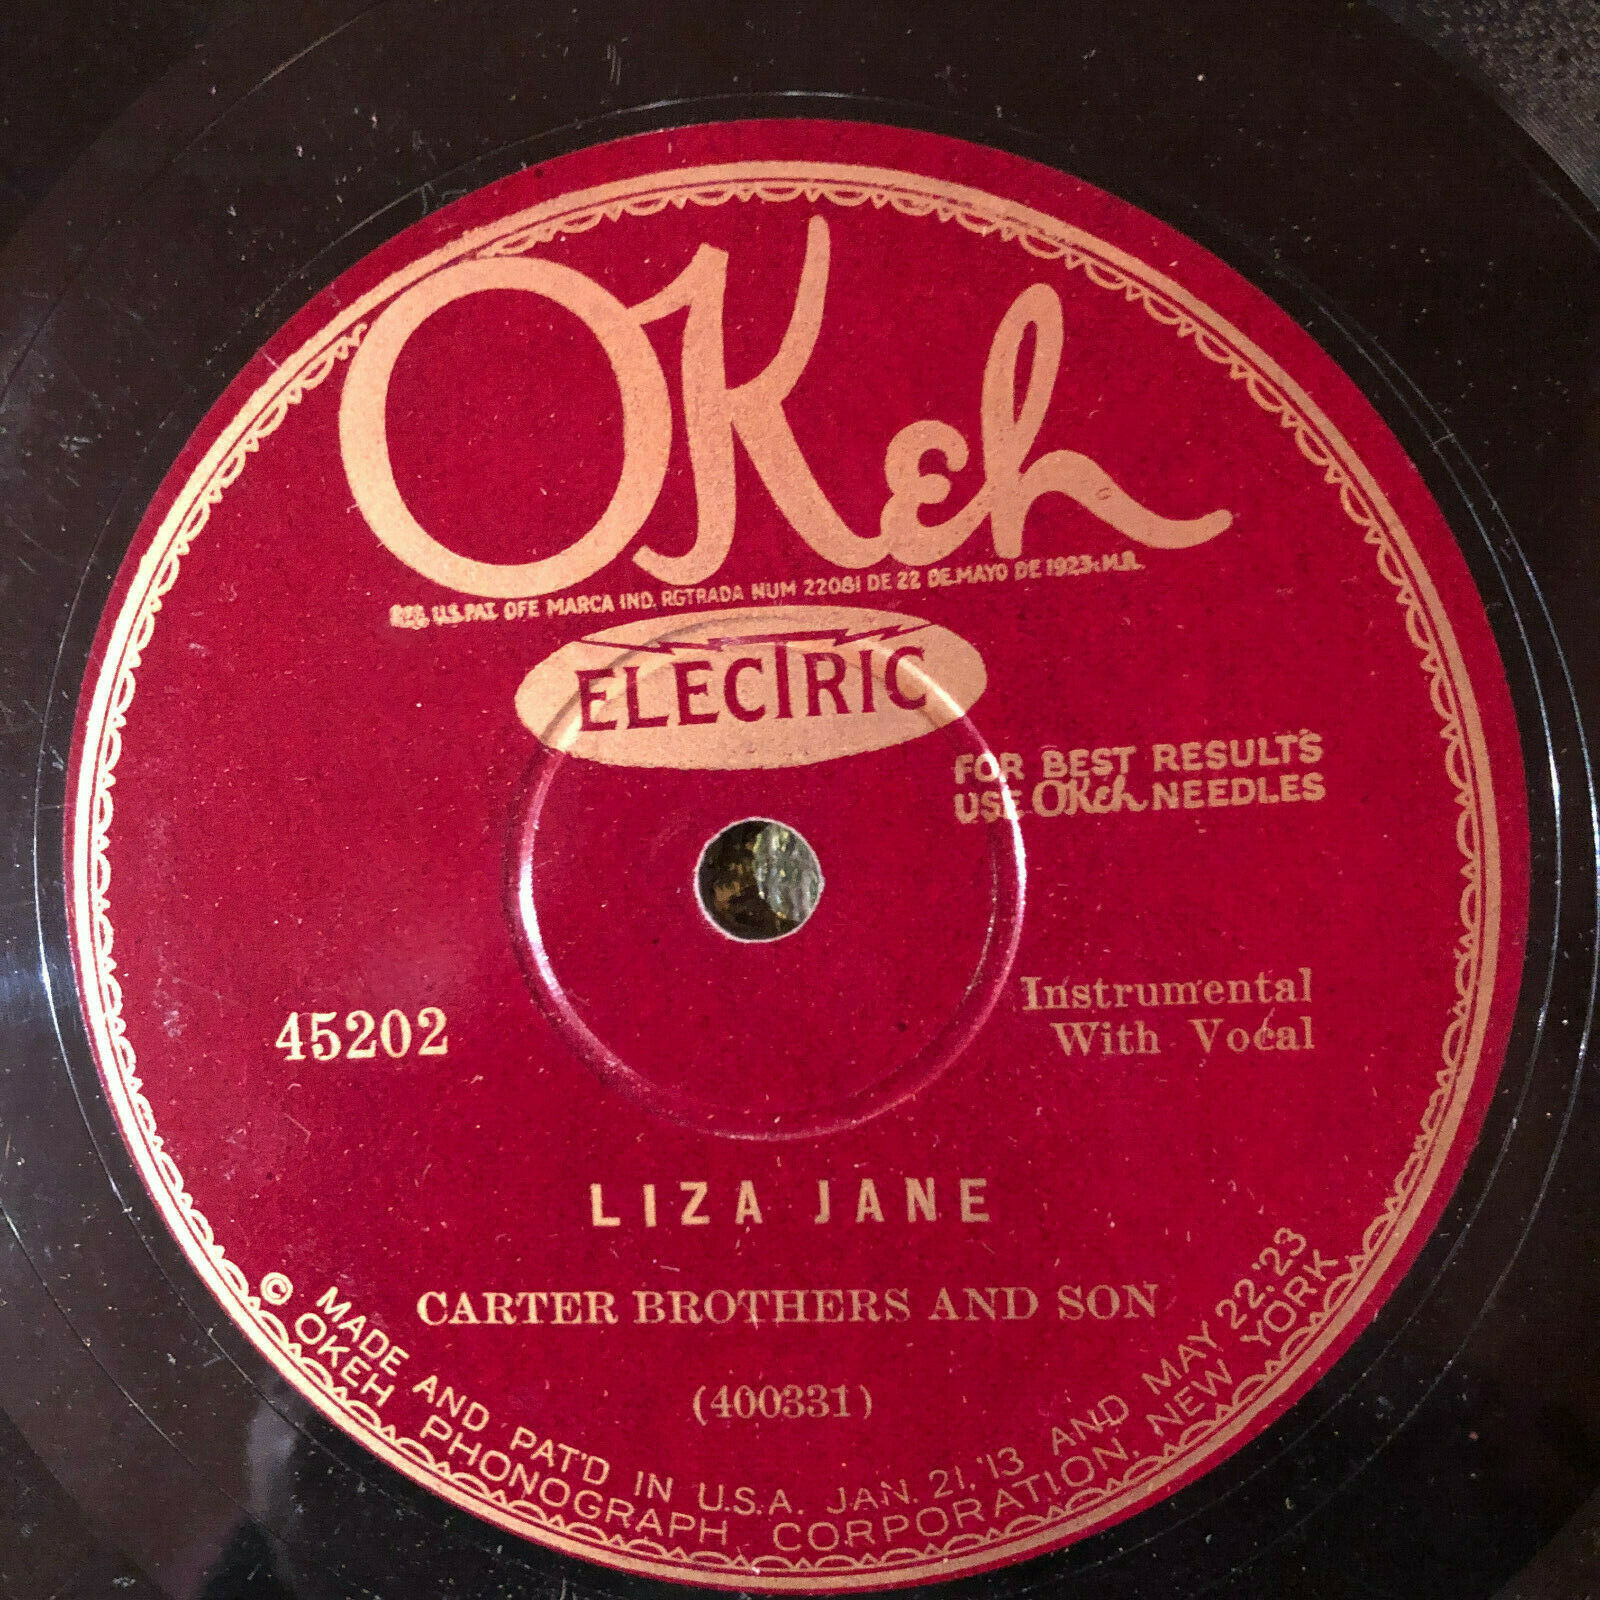 OKeh
REG. U.S. PAT. OFF. MARCA IND. RGTRADA NUM 22081 DE 22 DE MAYO DE 1923. M.R.
ELECTRIC
FOR BEST RESULTS
USE OKeh NEEDLES
45202
Instrumental
With Vocal
LIZA JANE
CARTER BROTHERS AND SON
(400331)
MADE AND PAT'D IN U.S.A. JAN. 21, '13 AND MAY 22, '23
© OKEH PHONOGRAPH CORPORATION, NEW YORK